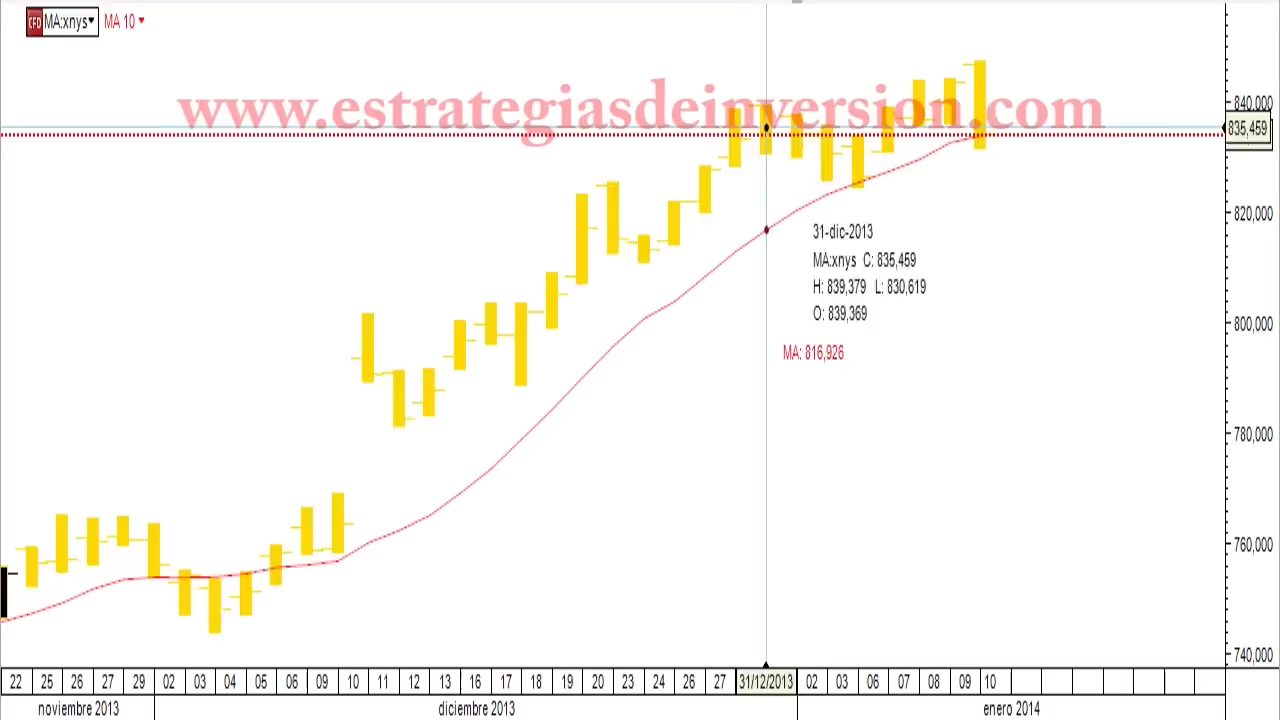 CFD MA:xnys MA 10
www.estrategiasdeinversion.com
840,000
835,459
820,000
31-dic-2013
MA:xnys C: 835,459
H: 839,379 L: 830,619
O: 839,369
800,000
MA: 816,926
780,000
760,000
740,000
22 25 26 27 29 02 03 04 05 06 09 10 11 12 13 16 17 18 19 20 23 24 26 27 31/12/2013 02 03 06 07 08 09 10
noviembre 2013 diciembre 2013 enero 2014